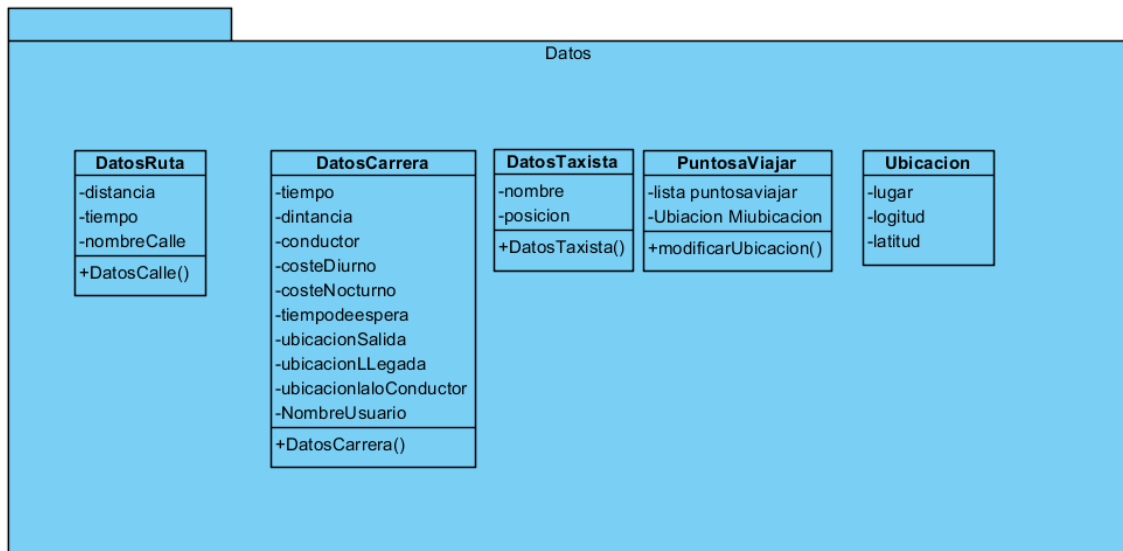 Datos
DatosRuta
-distancia
-tiempo
-nombreCalle
+DatosCalle()
DatosCarrera
-tiempo
-dintancia
-conductor
-costeDiurno
-costeNocturno
-tiempodeespera
-ubicacionSalida
-ubicacionLLegada
-ubicacionlaloConductor
-NombreUsuario
+DatosCarrera()
DatosTaxista
-nombre
-posicion
+DatosTaxista()
PuntosaViajar
-lista puntosaviajar
-Ubiacion Miubicacion
+modificarUbicacion()
Ubicacion
-lugar
-logitud
-latitud